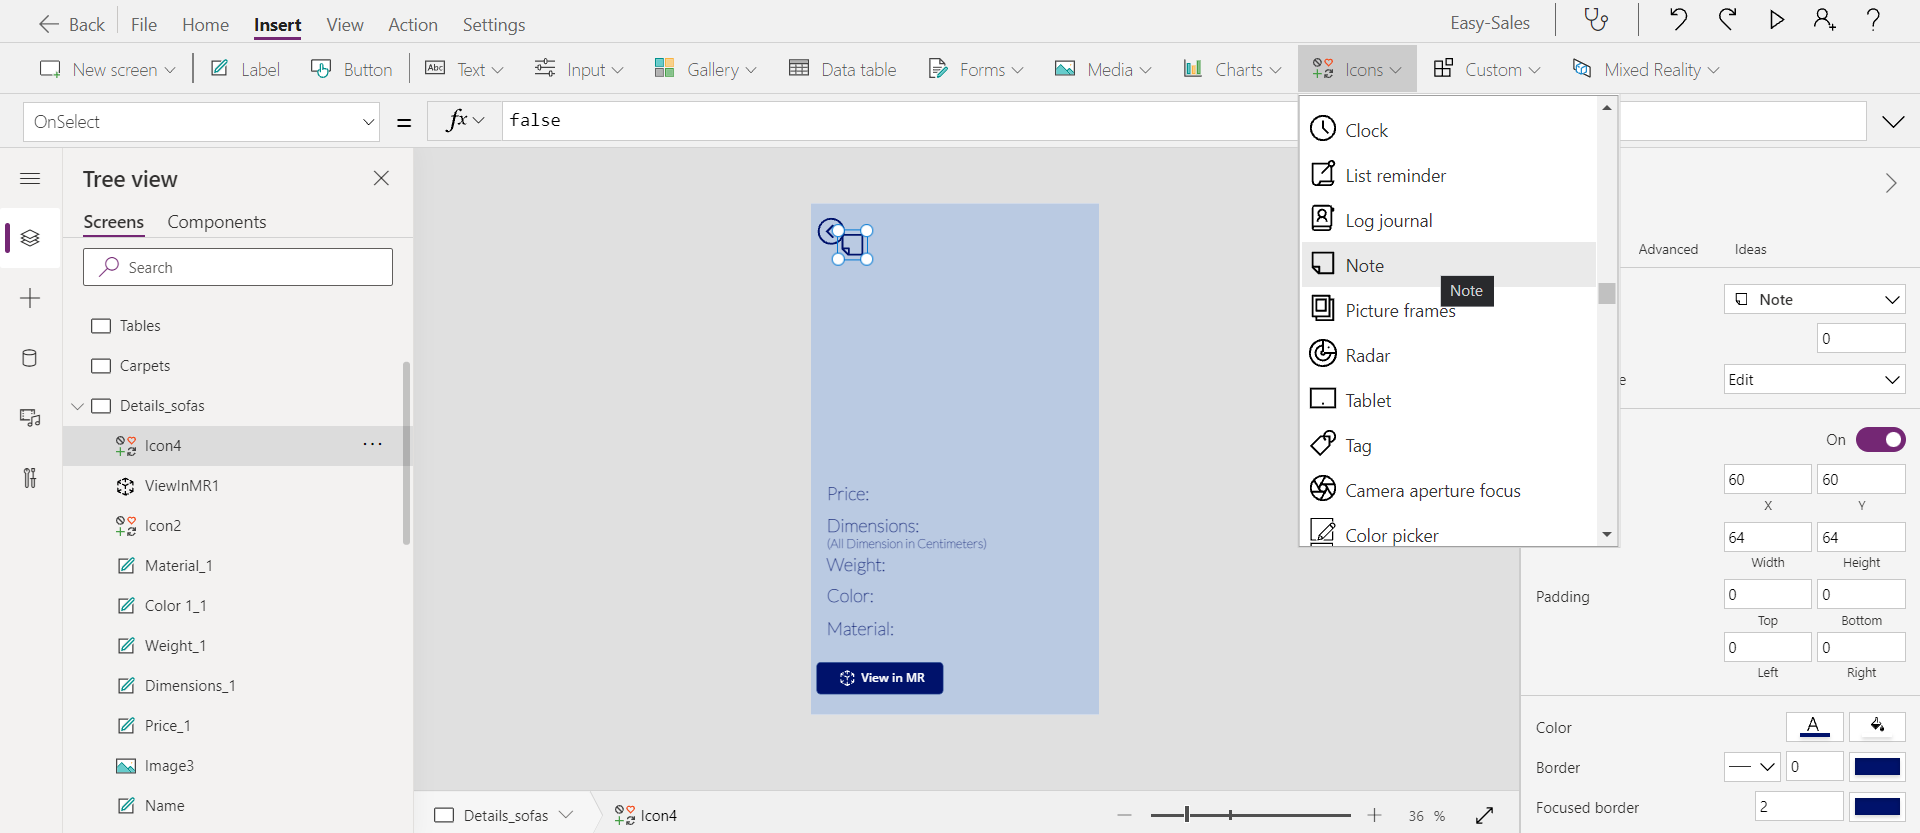 Back File Home Insert View Action Settings Easy-Sales ?
New screen Label Button Abc Text Input Gallery Data table Forms Media Charts Icons Custom Mixed Reality
OnSelect = fx false
Tree view
Screens Components
Search
Tables
Carpets
Details_sofas
Icon4 ...
ViewInMR1
Icon2
Material_1
Color 1_1
Weight_1
Dimensions_1
Price_1
Image3
Name
Price:
Dimensions:
(All Dimension in Centimeters)
Weight:
Color:
Material:
View in MR
Details_sofas Icon4
36 %
Clock
List reminder
Log journal
Note
Note
Picture frames
Radar
Tablet
Tag
Camera aperture focus
Color picker
Advanced Ideas
Note
0
e Edit
On
60 60
X Y
64 64
Width Height
Padding 0 0
Top Bottom
0 0
Left Right
Color A
Border 0
Focused border 2